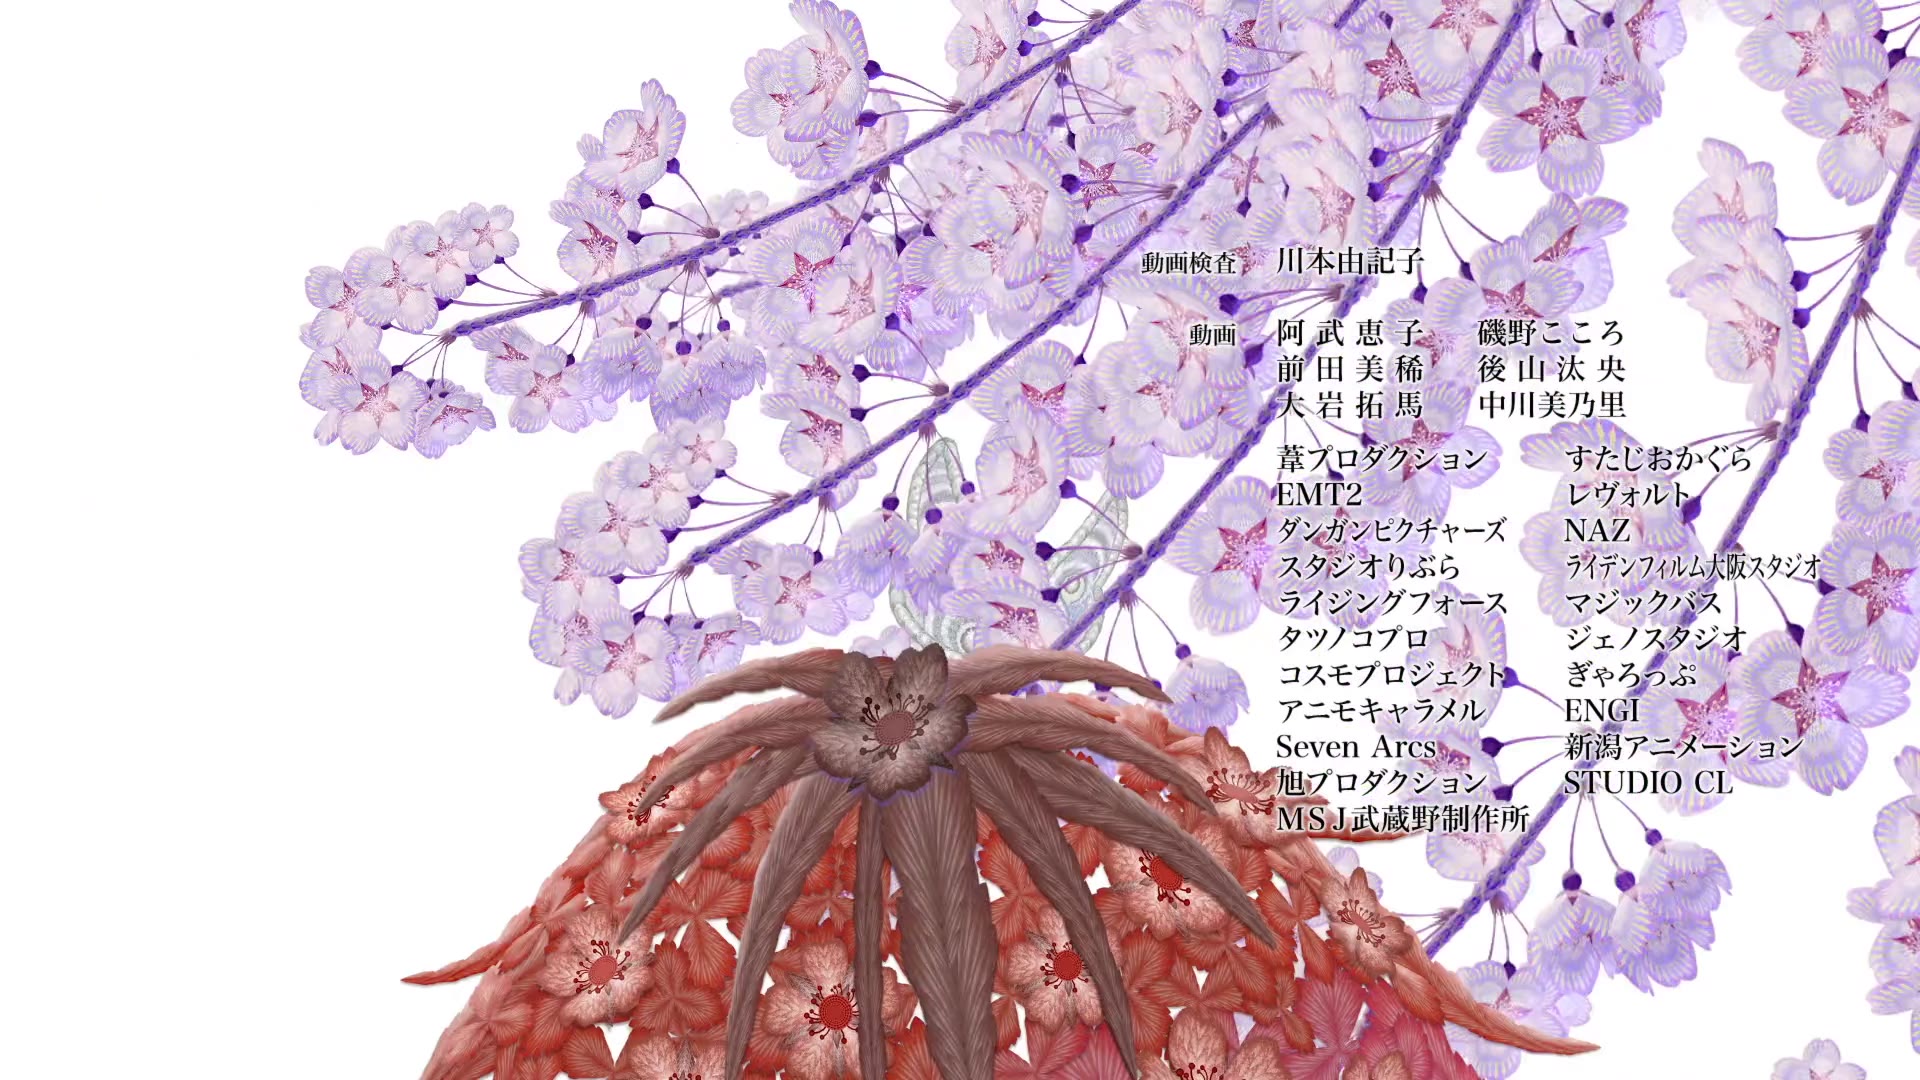 動画検査 川本由記子
動画 阿武恵子 磯野こころ
前田美稀 後山汰央
大岩拓馬 中川美乃里
葦プロダクション すたじおかぐら
EMT2 レヴォルト
ダンガンピクチャーズ NAZ
スタジオりぶら ライデンフィルム大阪スタジオ
ライジングフォース マジックバス
タツノコプロ ジェノスタジオ
コスモプロジェクト ぎゃろっぷ
アニモキャラメル ENGI
Seven Arcs 新潟アニメーション
旭プロダクション STUDIO CL
MSJ武蔵野制作所